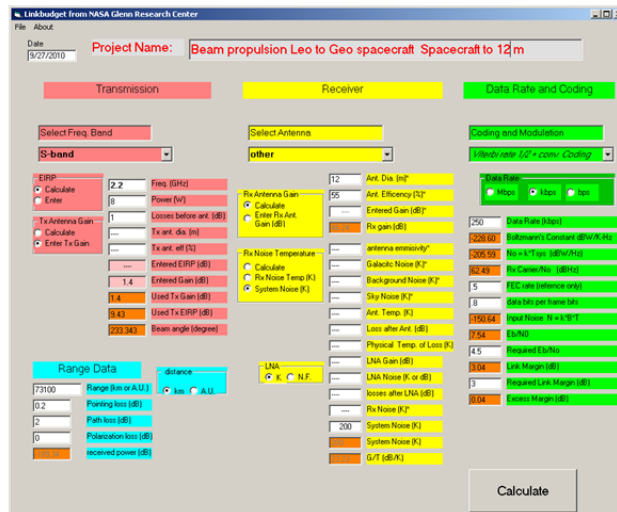 Linkbudget from NASA Glenn Research Center
File About
Date
9/27/2010
Project Name:
Beam propulsion Leo to Geo spacecraft Spacecraft to 12 m
Transmission
Receiver
Data Rate and Coding
Select Freq. Band
S-band
Select Antenna
other
Coding and Modulation
Viterbi rate 1/2 + conv. Coding
EIRP
Calculate
Enter
Tx Antenna Gain
Calculate
Enter Tx Gain
2.2 Freq. (GHz)
8 Power (W)
1 Losses before ant. (dB)
---- Tx ant. dia. (m)
---- Tx ant. eff (%)
---- Entered EIRP (dB)
1.4 Entered Gain (dB)
1.4 Used Tx Gain (dB)
9.43 Used Tx EIRP (dB)
233.343 Beam angle (degree)
Range Data
distance
km A.U.
73100 Range (km or A.U.)
0.2 Pointing loss (dB)
2 Path loss (dB)
0 Polarization loss (dB)
received power (dB)
Rx Antenna Gain
Calculate
Enter Rx Ant. Gain (dB)
Rx Noise Temperature
Calculate
Rx Noise Temp (K)
System Noise (K)
LNA
K N.F.
12 Ant. Dia. (m)*
55 Ant. Efficency (%)*
---- Entered Gain (dB)*
Rx gain (dB)
---- antenna emmisivity*
---- Galacitc Noise (K)*
---- Background Noise (K)*
---- Sky Noise (K)*
---- Ant. Temp. (K)
---- Loss after Ant. (dB)
---- Physical Temp. of Loss (K)
---- LNA Gain (dB)
---- LNA Noise (K or dB)
---- losses after LNA (dB)
---- Rx Noise (K)*
200 System Noise (K)
System Noise (K)
G/T (dB/K)
Data Rate
Mbps kbps bps
250 Data Rate (kbps)
-228.60 Boltzmann's Constant dBW/K-Hz
-205.59 No = k*Tsys (dBW/Hz)
62.49 Rx Carrier/No (dBHz)
.5 FEC rate (refernce only)
.8 data bits per frame bits
-150.64 Input Noise N = k*B*T
7.54 Eb/N0
4.5 Required Eb/No
3.04 Link Margin (dB)
3 Required Link Margin (dB)
0.04 Excess Margin (dB)
Calculate